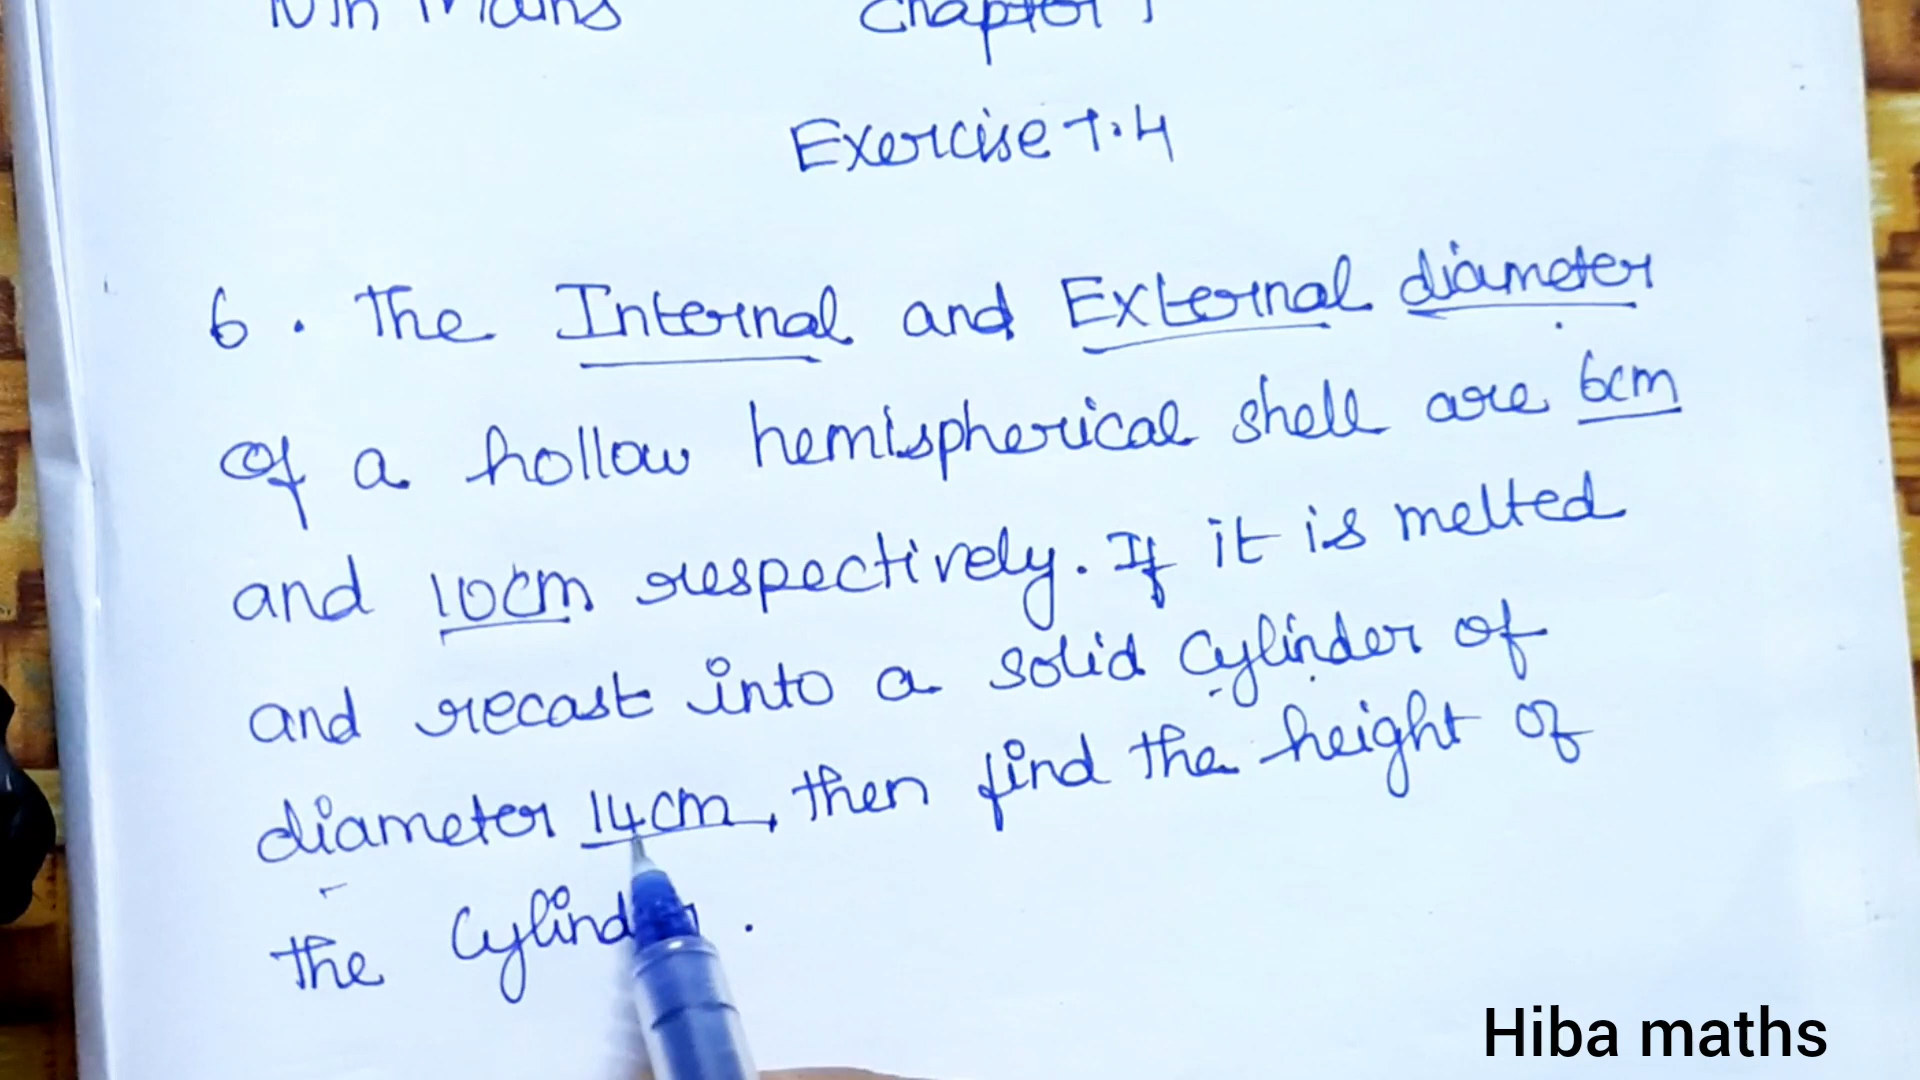 Maths Chapter
Exercise 7.4
6. The Internal and External diameter
of a hollow hemispherical shell are 6cm
and 10cm respectively. If it is melted
and recast into a solid Cylinder of
diameter 14cm, then find the height of
the
Hiba maths